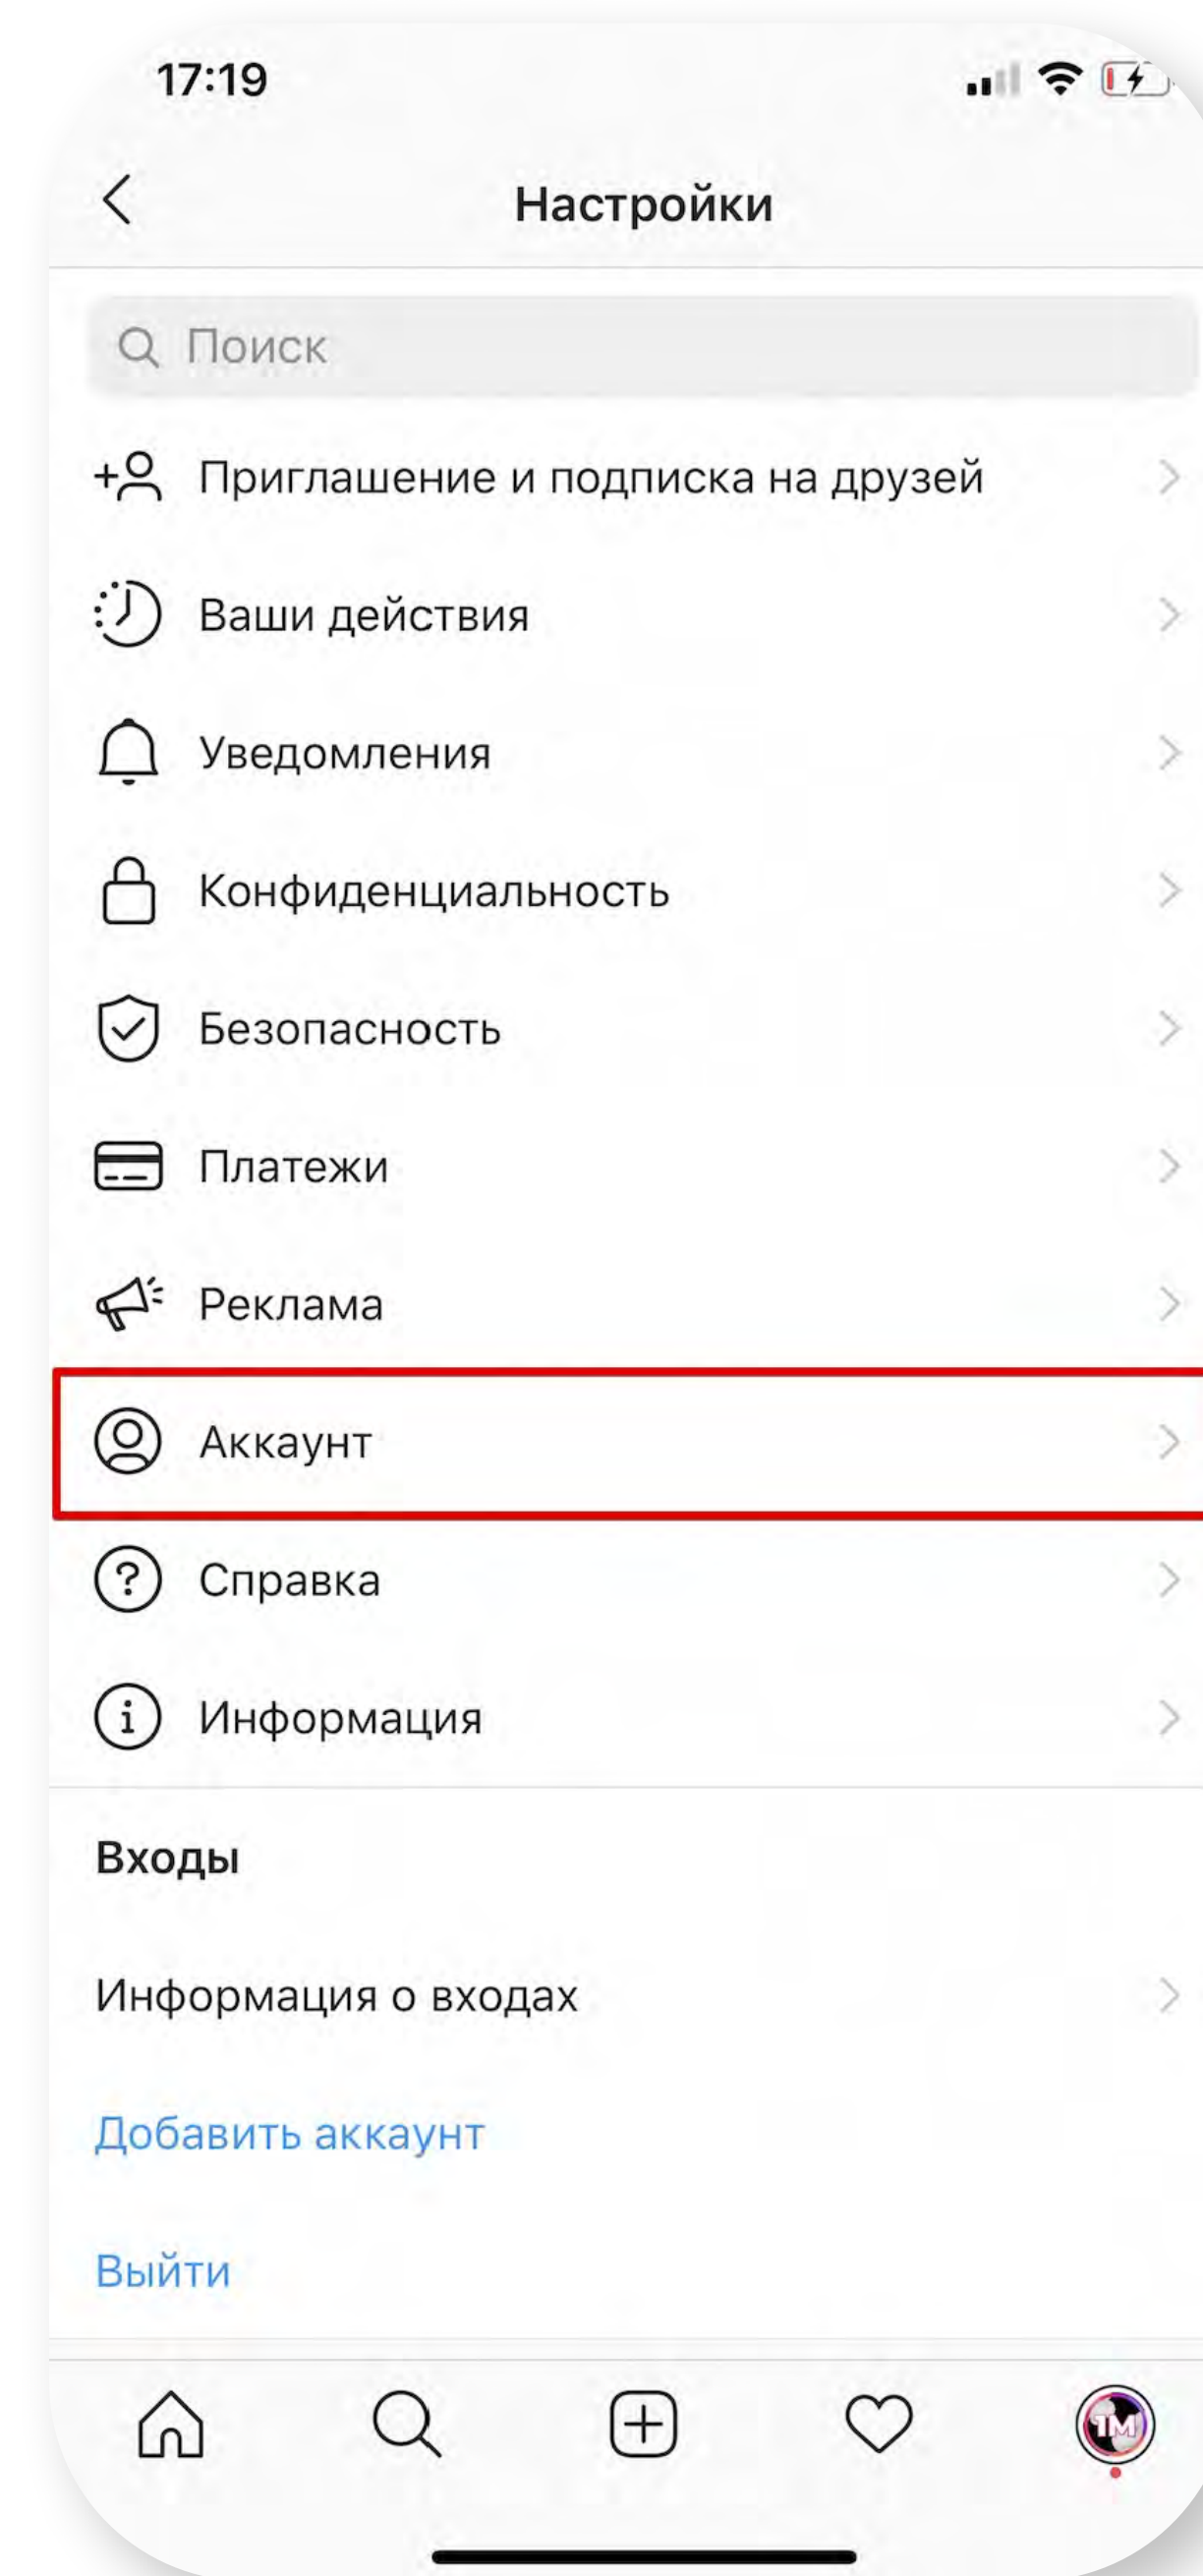 17:19
Настройки
Поиск
Приглашение и подписка на друзей
Ваши действия
Уведомления
Конфиденциальность
Безопасность
Платежи
Реклама
Аккаунт
Справка
Информация
Входы
Информация о входах
Добавить аккаунт
Выйти
1M